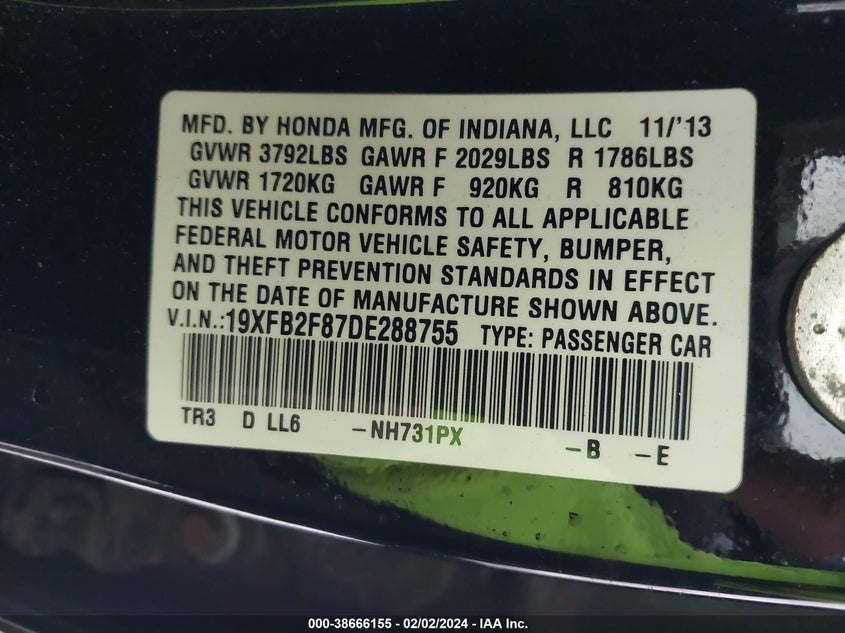 MFD. BY HONDA MFG. OF INDIANA, LLC 11/'13
GVWR 3792LBS GAWR F 2029LBS R 1786LBS
GVWR 1720KG GAWR F 920KG R 810KG
THIS VEHICLE CONFORMS TO ALL APPLICABLE
FEDERAL MOTOR VEHICLE SAFETY, BUMPER,
AND THEFT PREVENTION STANDARDS IN EFFECT
ON THE DATE OF MANUFACTURE SHOWN ABOVE.
V.I.N.:19XFB2F87DE288755 TYPE: PASSENGER CAR
TR3 D LL6 -NH731PX -B -E
000-38666155 — 02/02/2024 — IAA Inc.